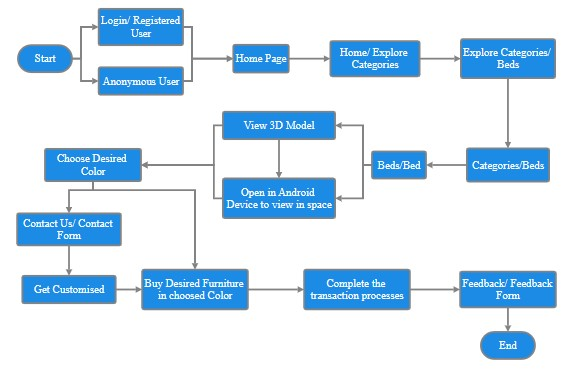 Start
Login/ Registered
User
Anonymous User
Home Page
Home/ Explore
Categories
Explore Categories/
Beds
Categories/Beds
Beds/Bed
View 3D Model
Open in Android
Device to view in space
Choose Desired
Color
Contact Us/ Contact
Form
Get Customised
Buy Desired Furniture
in choosed Color
Complete the
transaction processes
Feedback/ Feedback
Form
End